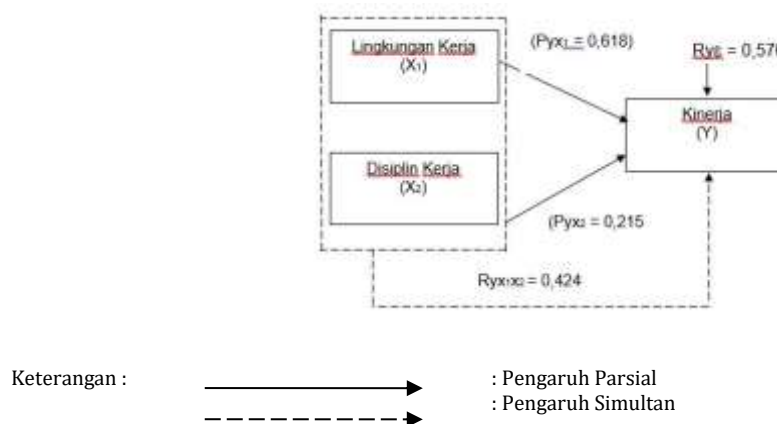 Lingkungan Kerja
(X₁)
(Pyx₁ = 0,618)
Ryε = 0,576
Kinerja
(Y)
Disiplin Kerja
(X₂)
(Pyx₂ = 0,215
Ryx₁x₂ = 0,424
Keterangan :
: Pengaruh Parsial
: Pengaruh Simultan